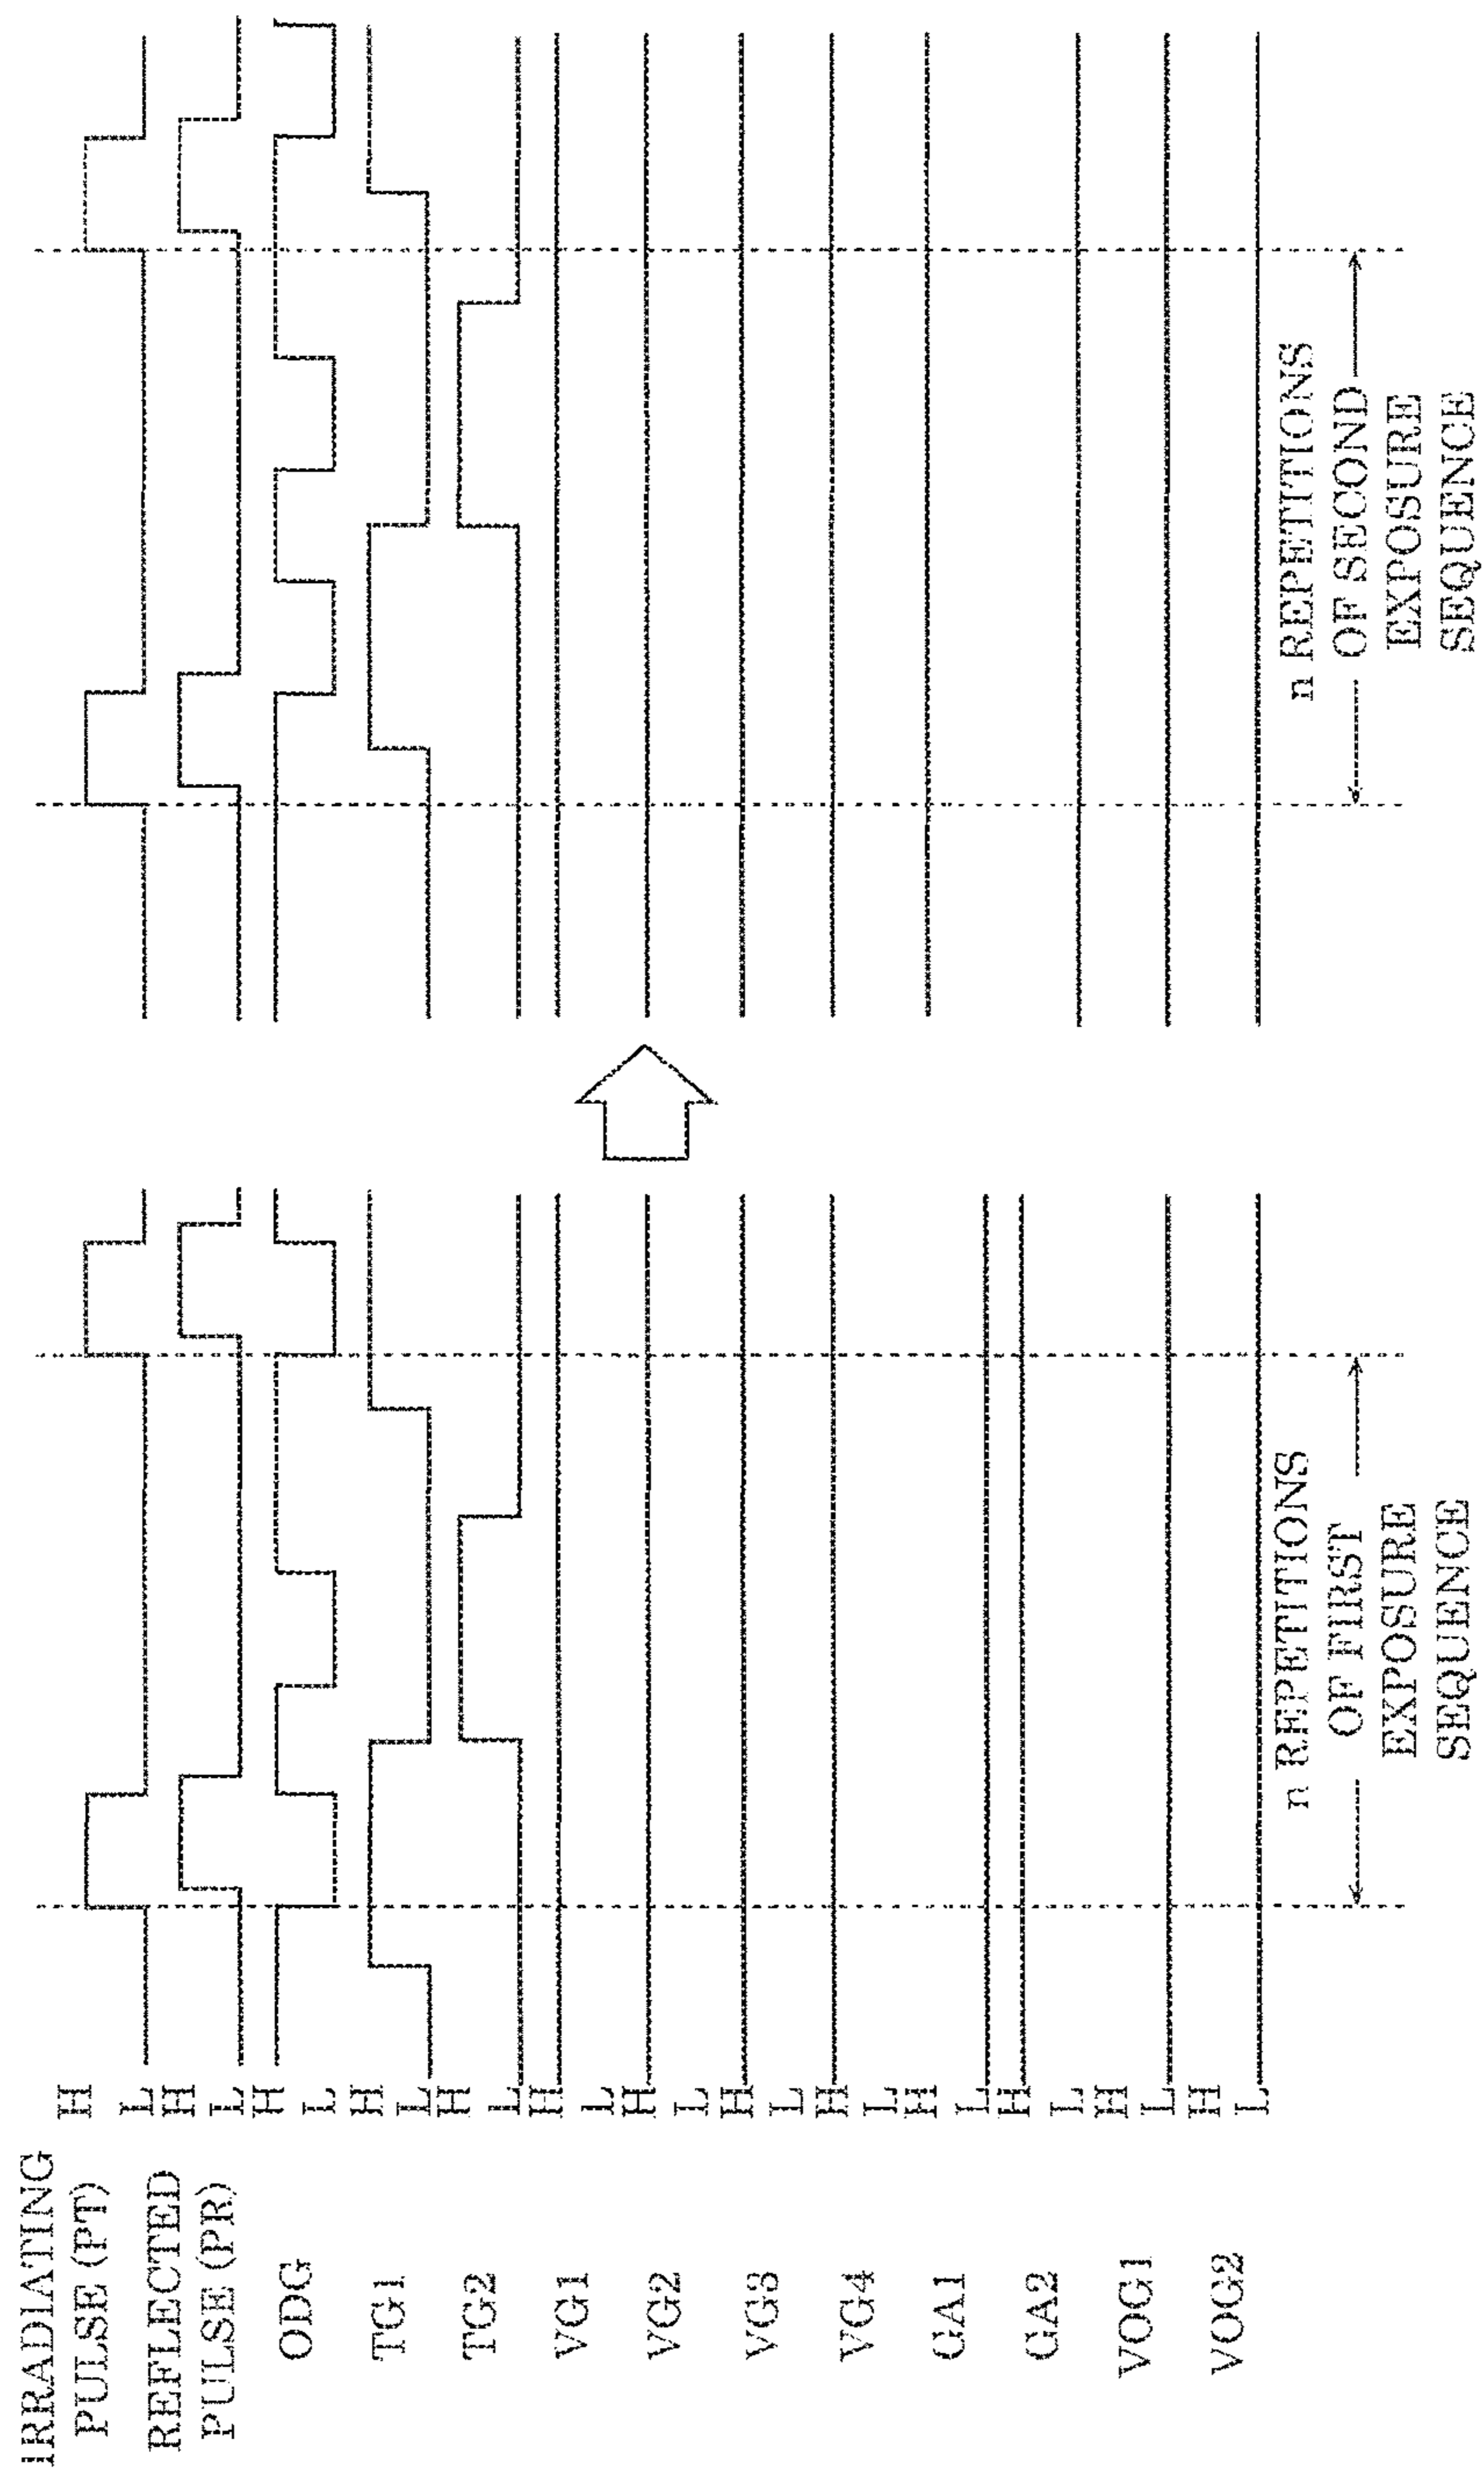 IRRADIATING
PULSE (PT)
H
L
REFLECTED
PULSE (PR)
H
L
ODG
H
L
TG1
H
L
TG2
H
L
VG1
H
L
VG2
H
L
VG3
H
L
VG4
H
L
GA1
H
L
GA2
H
L
VOG1
H
L
VOG2
H
L
n REPETITIONS
OF FIRST
EXPOSURE
SEQUENCE
n REPETITIONS
OF SECOND
EXPOSURE
SEQUENCE